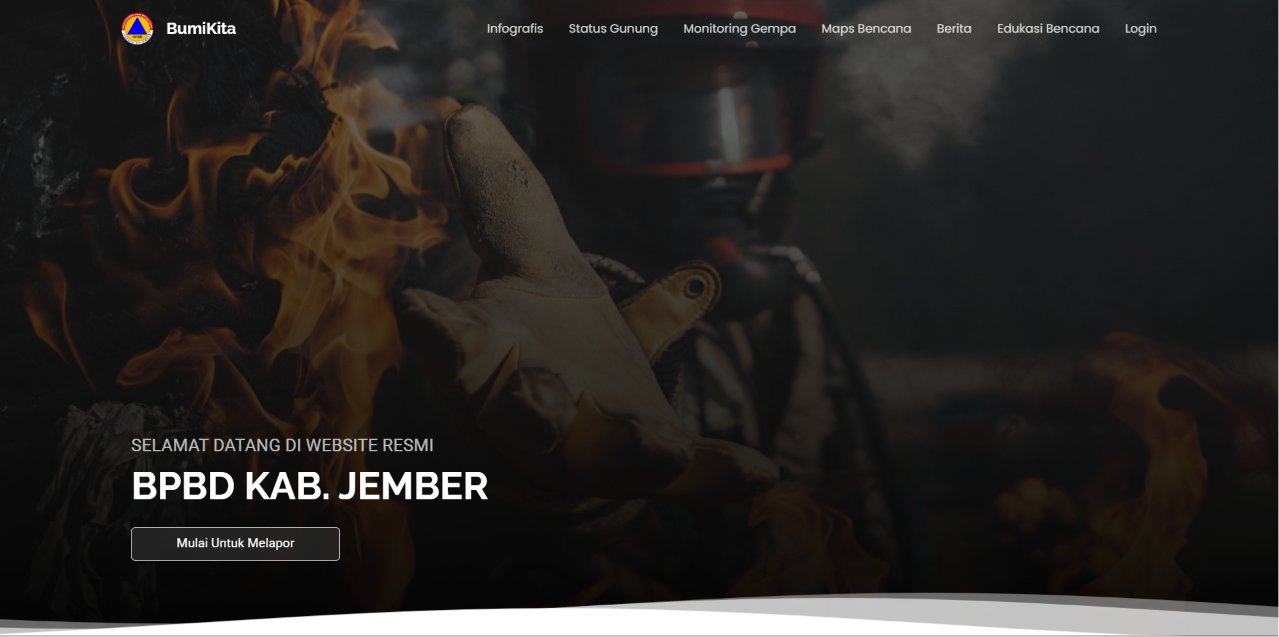 BumiKita
Infografis Status Gunung Monitoring Gempa Maps Bencana Berita Edukasi Bencana Login
SELAMAT DATANG DI WEBSITE RESMI
BPBD KAB. JEMBER
Mulai Untuk Melapor